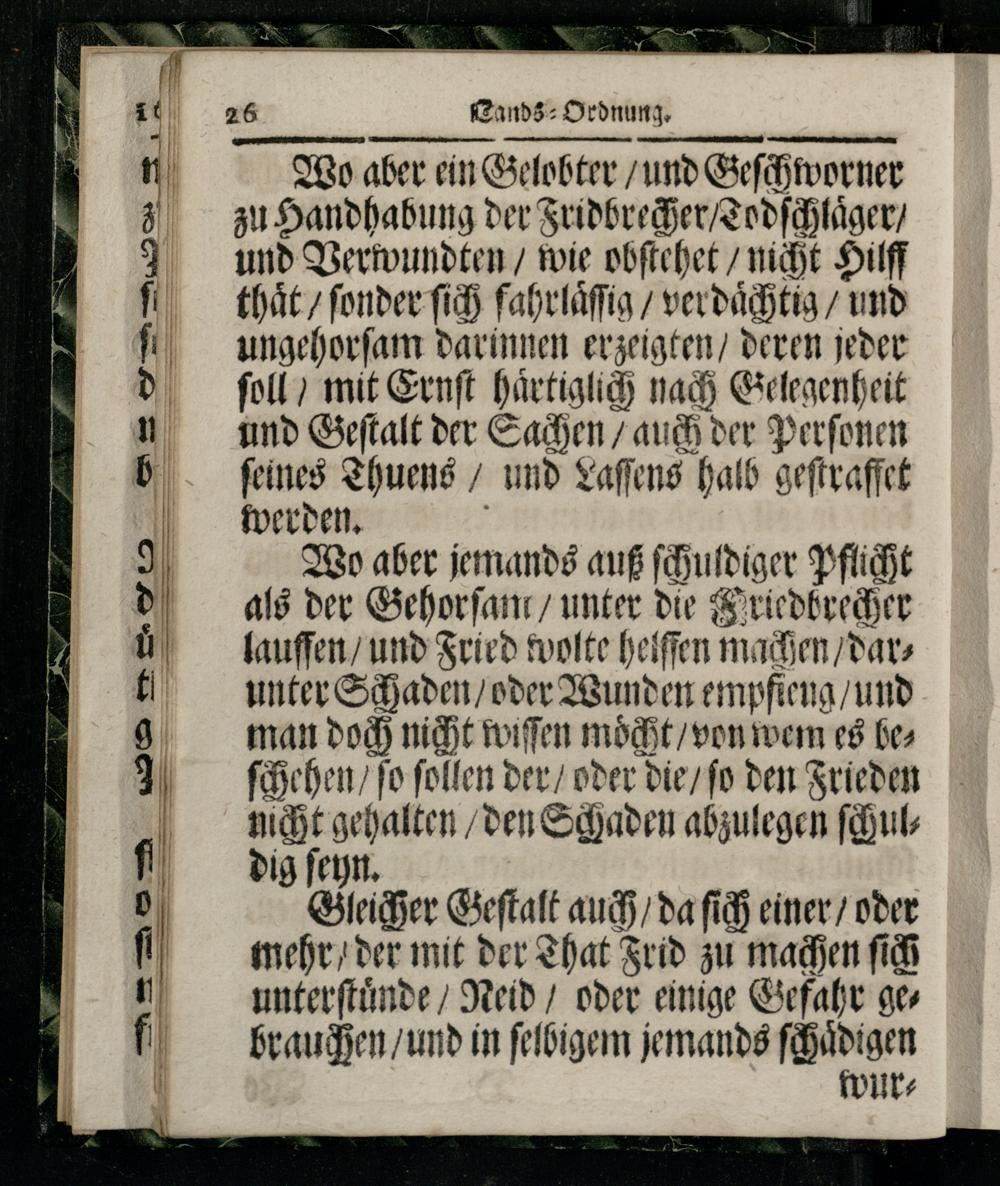 26 Lands-Ordnung.
Wo aber ein Gelobter / und Geschworner
zu Handhabung der Fridbrecher/Todschläger/
und Verwundten / wie obstehet / nicht Hilff
thät / sonder sich fahrlässig / verdächtig / und
ungehorsam darinnen erzeigten / deren jeder
soll / mit Ernst härtiglich nach Gelegenheit
und Gestalt der Sachen / auch der Personen
seines Thuens / und Lassens halb gestraffet
werden.
Wo aber jemands auß schuldiger Pflicht
als der Gehorsam / unter die Friedbrecher
lauffen / und Fried wolte helffen machen / dar-
unter Schaden / oder Wunden empfieng / und
man doch nicht wissen möcht / von wem es be-
schehen / so sollen der / oder die / so den Frieden
nicht gehalten / den Schaden abzulegen schul-
dig seyn.
Gleicher Gestalt auch / da sich einer / oder
mehr / der mit der That Frid zu machen sich
unterstünde / Neid / oder einige Gefahr ge-
brauchen / und in selbigem jemands schädigen
wur-